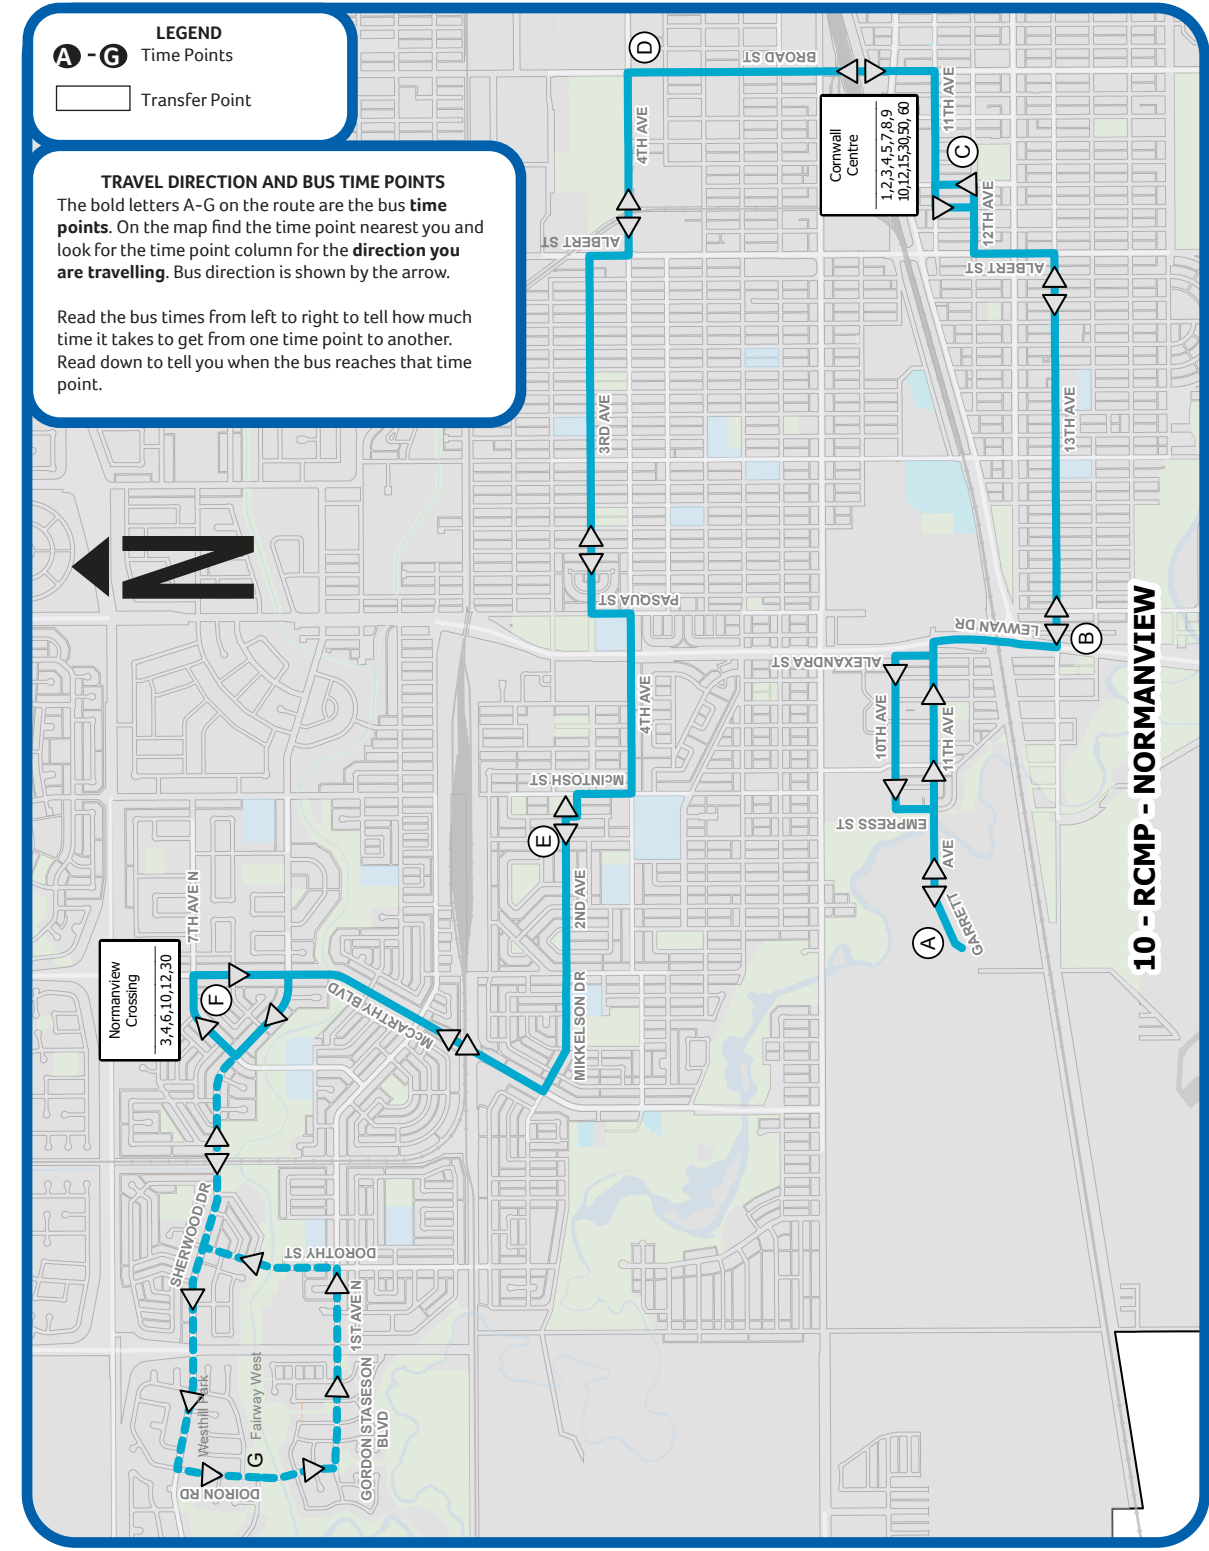 LEGEND
A - G Time Points
Transfer Point
TRAVEL DIRECTION AND BUS TIME POINTS
The bold letters A-G on the route are the bus time
points. On the map find the time point nearest you and
look for the time point column for the direction you
are travelling. Bus direction is shown by the arrow.
Read the bus times from left to right to tell how much
time it takes to get from one time point to another.
Read down to tell you when the bus reaches that time
point.
N
D
BROAD ST
4TH AVE
11TH AVE
Cornwall
Centre
1,2,3,4,5,7,8,9
10,12,15,30,50, 60
C
12TH AVE
ALBERT ST
ALBERT ST
3RD AVE
13TH AVE
PASQUA ST
LEWAN DR
B
ALEXANDRA ST
4TH AVE
10TH AVE
11TH AVE
McINTOSH ST
EMPRESS ST
E
2ND AVE
AVE
GARRETT
A
7TH AVE N
Normanview
Crossing
3,4,6,10,12,30
F
McCARTHY BLVD
MIKKELSON DR
SHERWOOD DR
DOROTHY ST
1ST AVE N
Westhill Park
Fairway West
G
GORDON STASESON
BLVD
DOIRON RD
10 - RCMP - NORMANVIEW